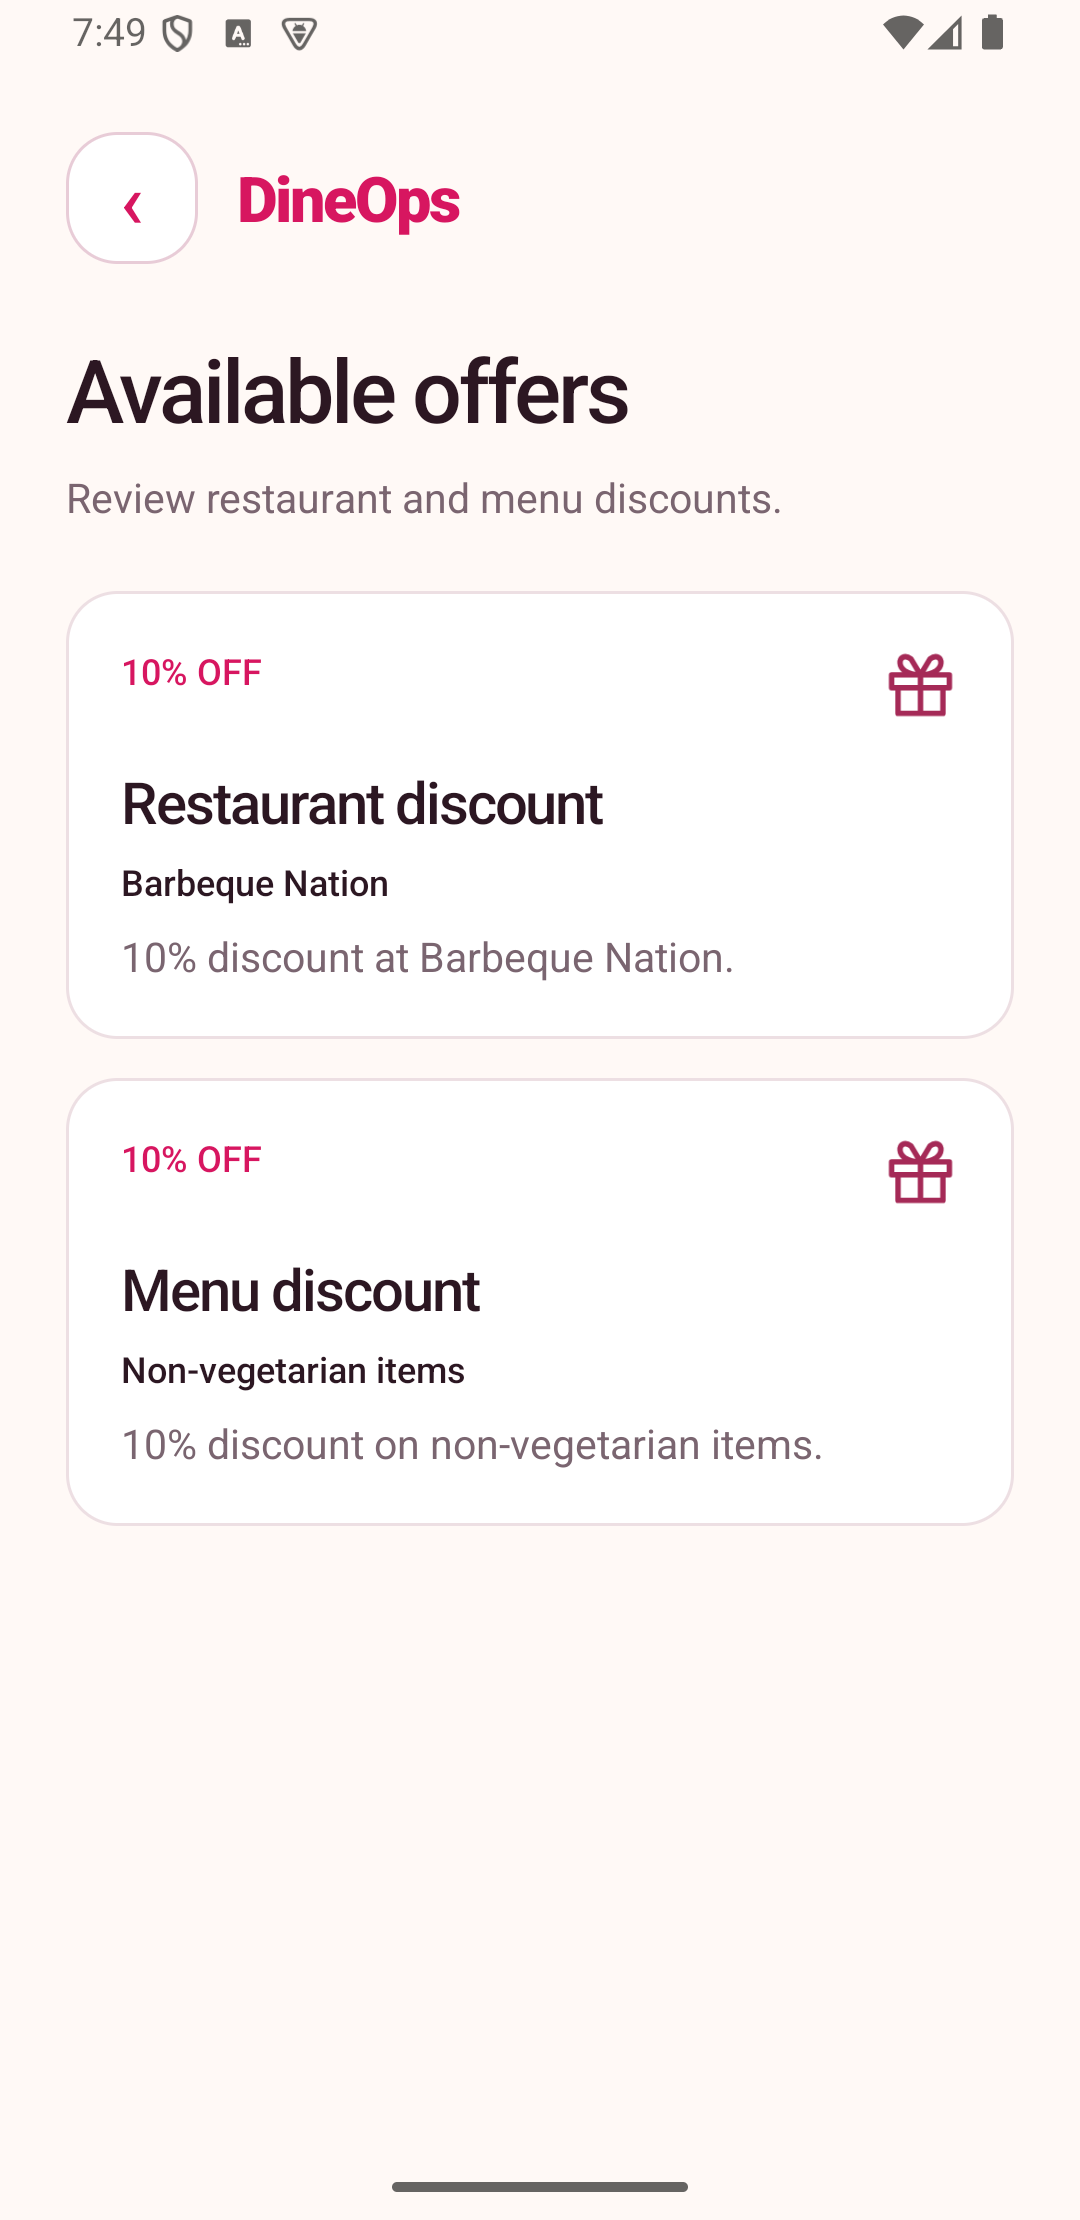 7:49
‹ DineOps
Available offers
Review restaurant and menu discounts.
10% OFF
Restaurant discount
Barbeque Nation
10% discount at Barbeque Nation.
10% OFF
Menu discount
Non-vegetarian items
10% discount on non-vegetarian items.